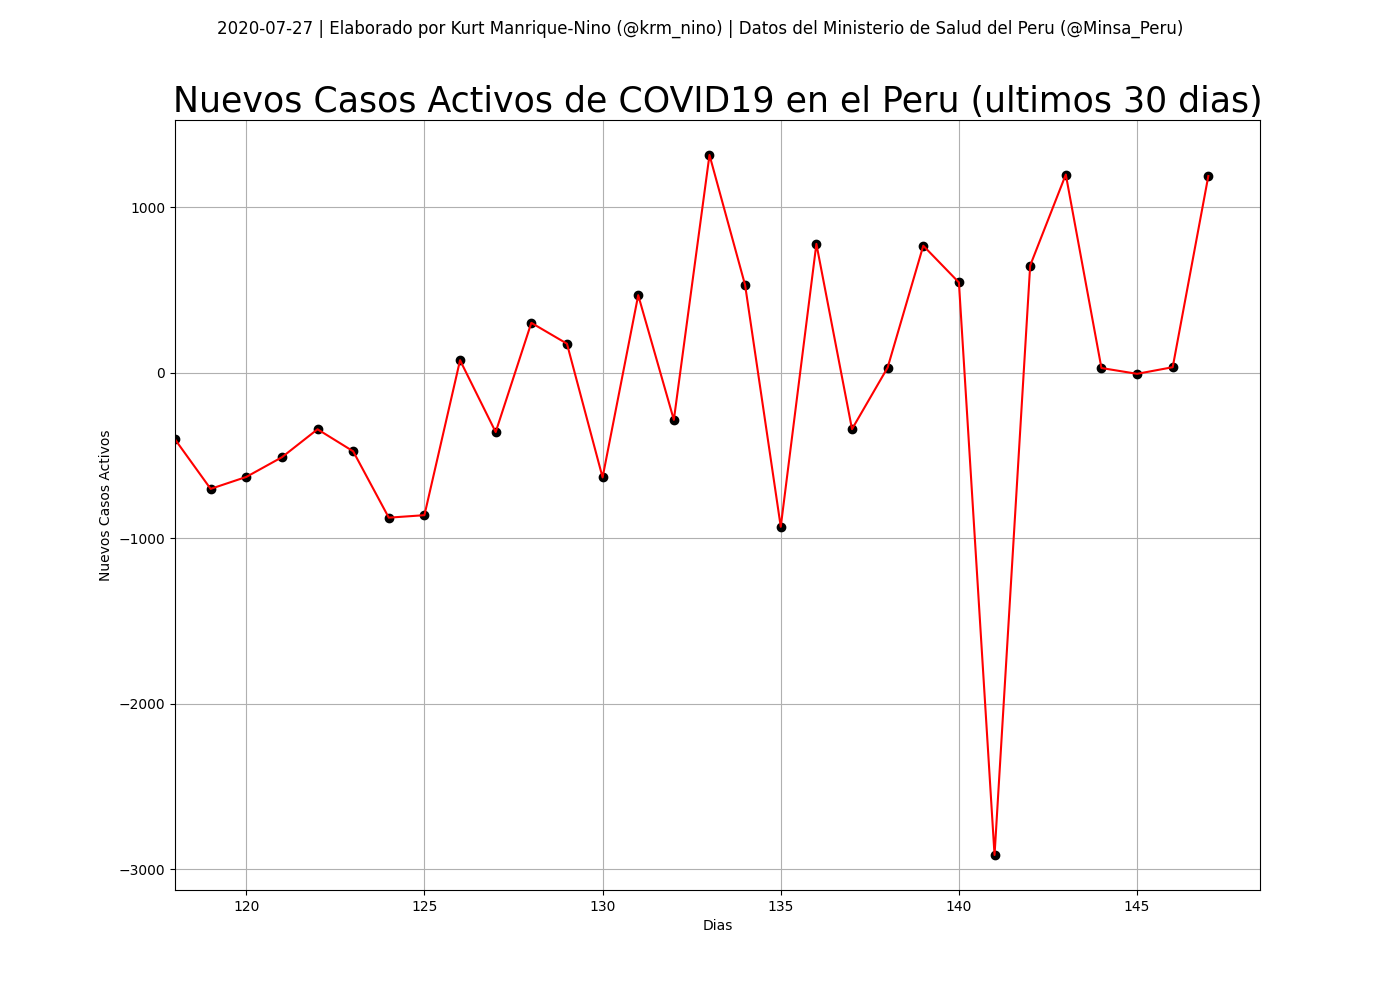 2020-07-27 | Elaborado por Kurt Manrique-Nino (@krm_nino) | Datos del Ministerio de Salud del Peru (@Minsa_Peru)
Nuevos Casos Activos de COVID19 en el Peru (ultimos 30 dias)
1000
0
−1000
−2000
−3000
Nuevos Casos Activos
120
125
130
135
140
145
Dias